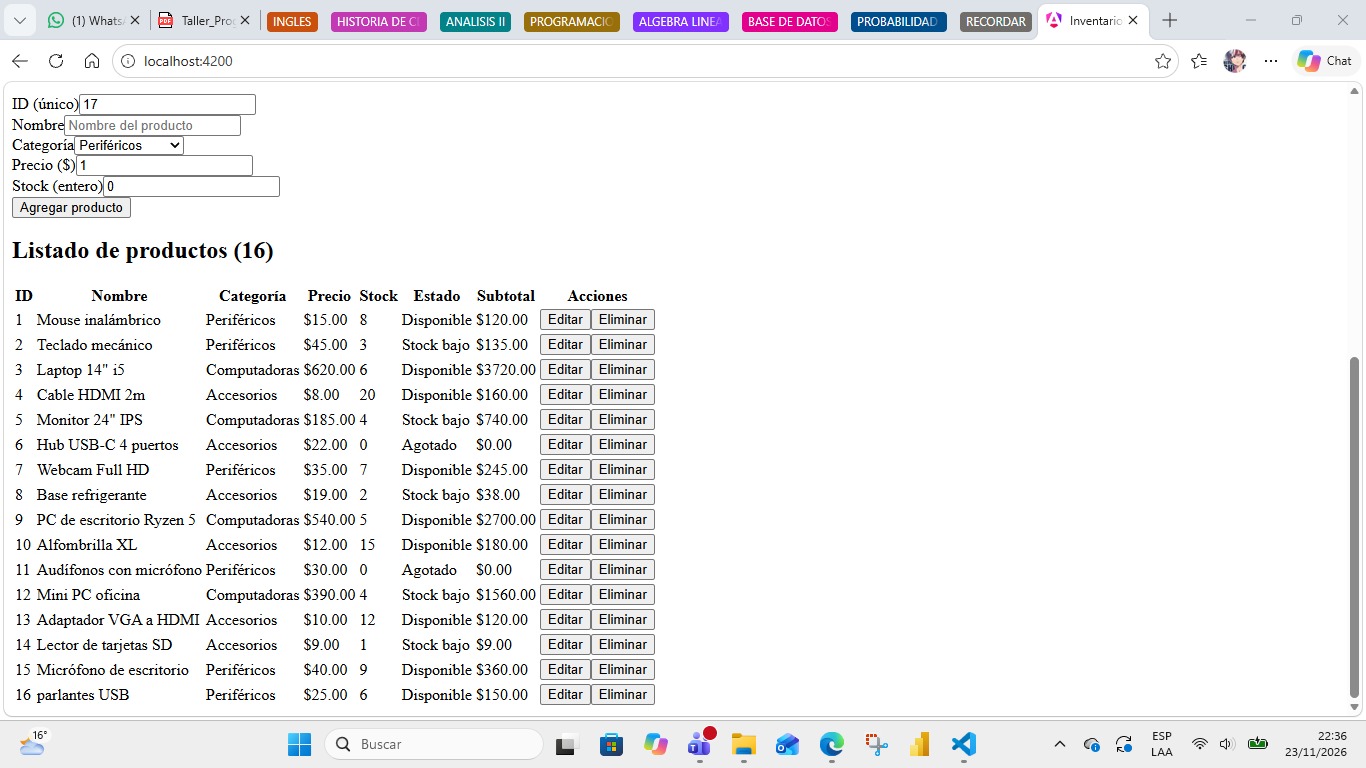 (1) Whats
Taller_Pro
INGLES
HISTORIA DE C
ANALISIS II
PROGRAMACIO
ALGEBRA LINEA
BASE DE DATOS
PROBABILIDAD
RECORDAR
Inventario
localhost:4200
Chat
ID (único) 17
Nombre Nombre del producto
Categoría Periféricos
Precio ($) 1
Stock (entero) 0
Agregar producto
Listado de productos (16)
ID Nombre Categoría Precio Stock Estado Subtotal Acciones
1 Mouse inalámbrico Periféricos $15.00 8 Disponible $120.00 Editar Eliminar
2 Teclado mecánico Periféricos $45.00 3 Stock bajo $135.00 Editar Eliminar
3 Laptop 14" i5 Computadoras $620.00 6 Disponible $3720.00 Editar Eliminar
4 Cable HDMI 2m Accesorios $8.00 20 Disponible $160.00 Editar Eliminar
5 Monitor 24" IPS Computadoras $185.00 4 Stock bajo $740.00 Editar Eliminar
6 Hub USB-C 4 puertos Accesorios $22.00 0 Agotado $0.00 Editar Eliminar
7 Webcam Full HD Periféricos $35.00 7 Disponible $245.00 Editar Eliminar
8 Base refrigerante Accesorios $19.00 2 Stock bajo $38.00 Editar Eliminar
9 PC de escritorio Ryzen 5 Computadoras $540.00 5 Disponible $2700.00 Editar Eliminar
10 Alfombrilla XL Accesorios $12.00 15 Disponible $180.00 Editar Eliminar
11 Audífonos con micrófono Periféricos $30.00 0 Agotado $0.00 Editar Eliminar
12 Mini PC oficina Computadoras $390.00 4 Stock bajo $1560.00 Editar Eliminar
13 Adaptador VGA a HDMI Accesorios $10.00 12 Disponible $120.00 Editar Eliminar
14 Lector de tarjetas SD Accesorios $9.00 1 Stock bajo $9.00 Editar Eliminar
15 Micrófono de escritorio Periféricos $40.00 9 Disponible $360.00 Editar Eliminar
16 parlantes USB Periféricos $25.00 6 Disponible $150.00 Editar Eliminar
16°
Buscar
ESP
LAA
22:36
23/11/2026